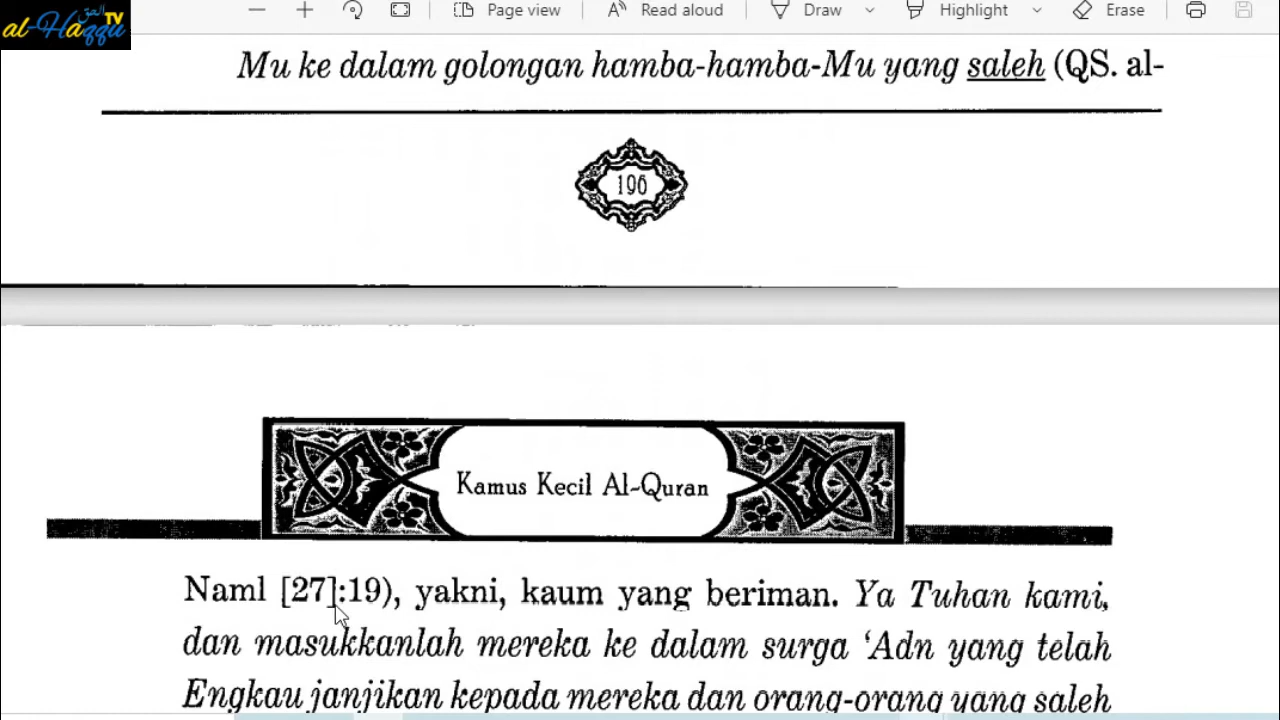 الحق TV
al-Haqqu
Page view Read aloud Draw Highlight Erase
Mu ke dalam golongan hamba-hamba-Mu yang saleh (QS. al-
196
Kamus Kecil Al-Quran
Naml [27]:19), yakni, kaum yang beriman. Ya Tuhan kami,
dan masukkanlah mereka ke dalam surga ‘Adn yang telah
Engkau janjikan kepada mereka dan orang-orang yang saleh